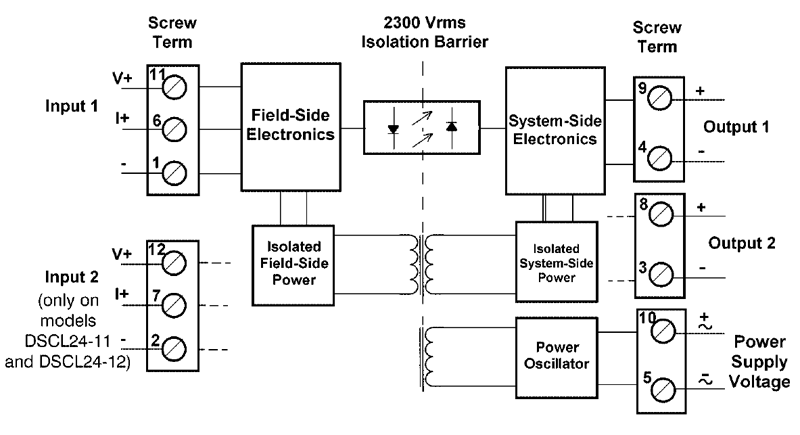 2300 Vrms
Isolation Barrier
Screw
Term
Screw
Term
V+
11
Input 1
I+
6
-
1
Field-Side
Electronics
System-Side
Electronics
9
+
Output 1
4
-
Isolated
Field-Side
Power
Isolated
System-Side
Power
8
+
Output 2
3
-
V+
12
Input 2
(only on
models
DSCL24-11
and DSCL24-12)
I+
7
-
2
Power
Oscillator
10
+
~
Power
Supply
Voltage
5
-
~